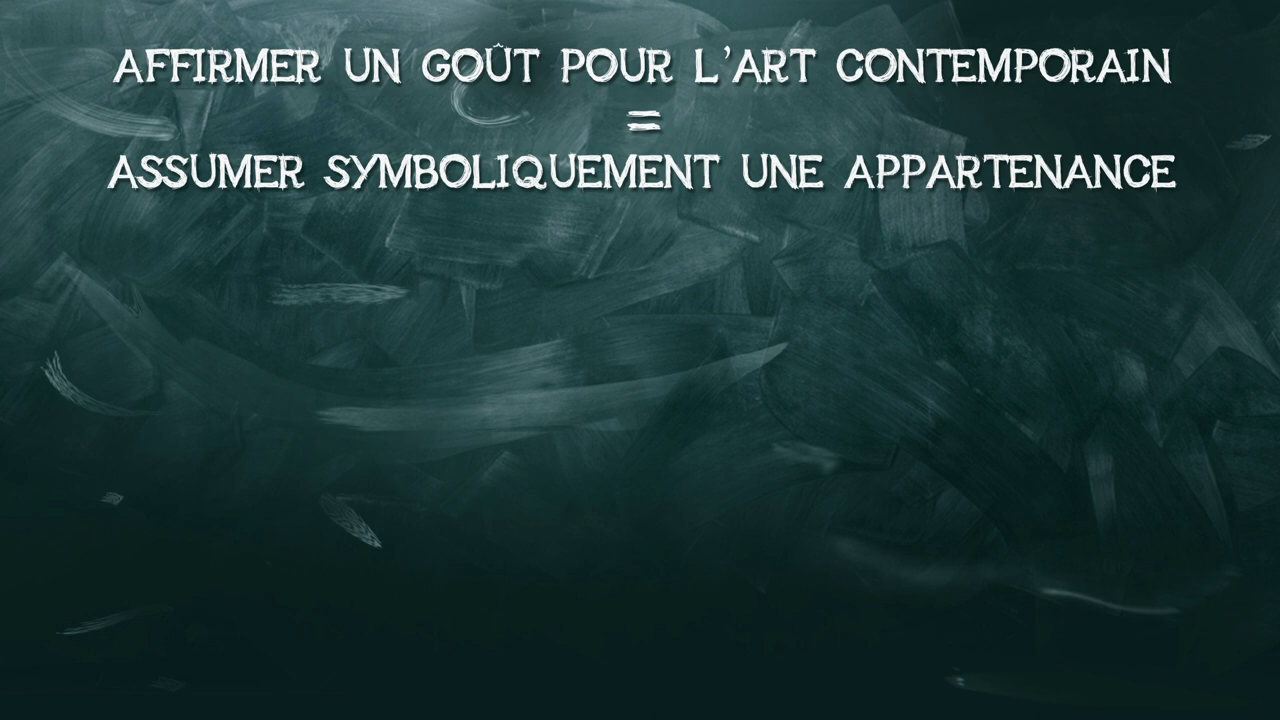 AFFIRMER UN GOÛT POUR L'ART CONTEMPORAIN
=
ASSUMER SYMBOLIQUEMENT UNE APPARTENANCE